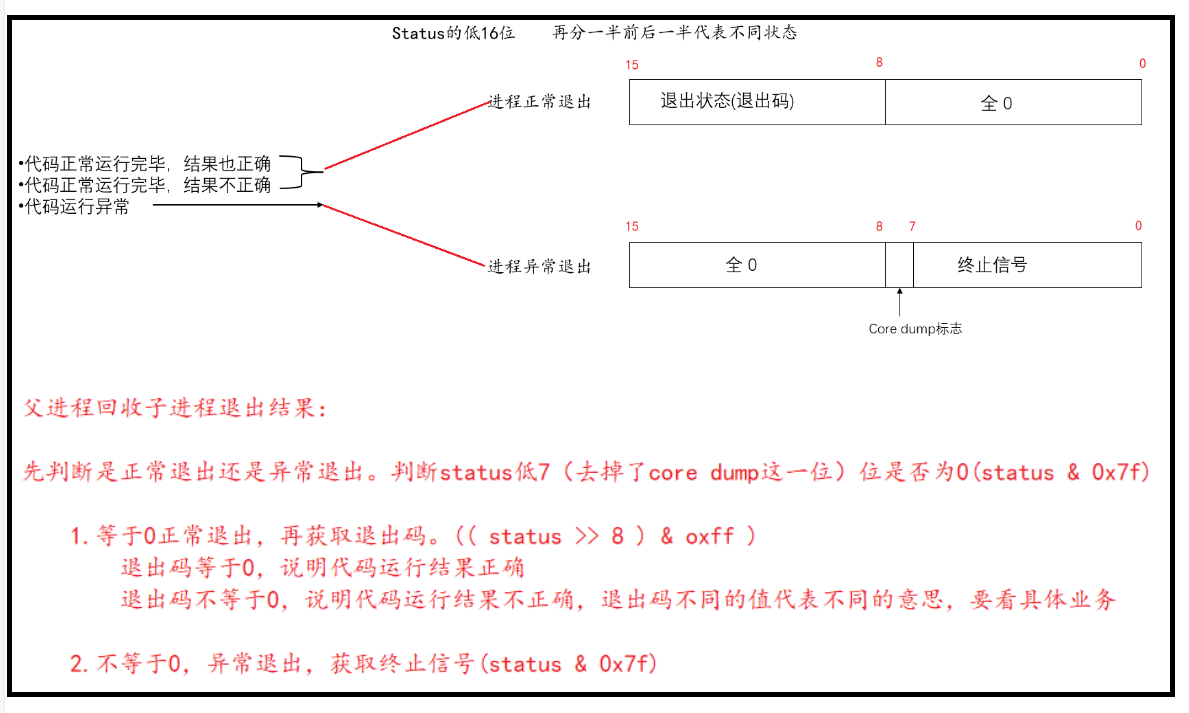 Status的低16位 再分一半前后一半代表不同状态
15 8 0
进程正常退出 退出状态(退出码) 全 0
•代码正常运行完毕，结果也正确
•代码正常运行完毕，结果不正确
•代码运行异常
15 8 7 0
进程异常退出 全 0 终止信号
Core dump标志
父进程回收子进程退出结果：
先判断是正常退出还是异常退出。判断status低7（去掉了core dump这一位）位是否为0(status & 0x7f)
1.等于0正常退出，再获取退出码。(( status >> 8 ) & oxff )
退出码等于0，说明代码运行结果正确
退出码不等于0，说明代码运行结果不正确，退出码不同的值代表不同的意思，要看具体业务
2.不等于0，异常退出，获取终止信号(status & 0x7f)